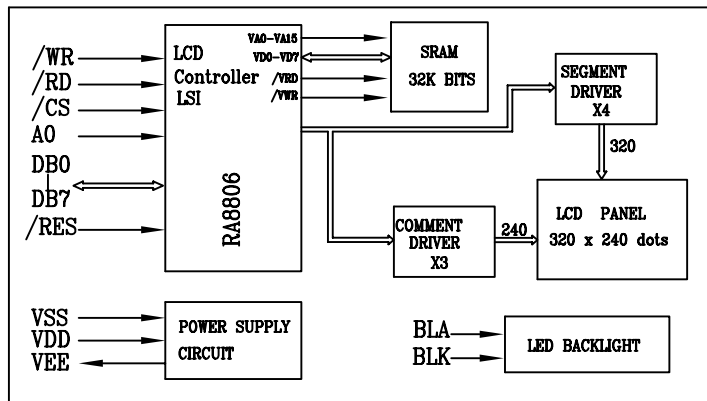 /WR
/RD
/CS
A0
DB0
DB7
/RES
LCD
Controller
LSI
RA8806
VA0-VA15
VD0-VD7
/VRD
/VWR
SRAM
32K BITS
SEGMENT
DRIVER
X4
320
COMMENT
DRIVER
X3
240
LCD PANEL
320 x 240 dots
VSS
VDD
VEE
POWER SUPPLY
CIRCUIT
BLA
BLK
LED BACKLIGHT